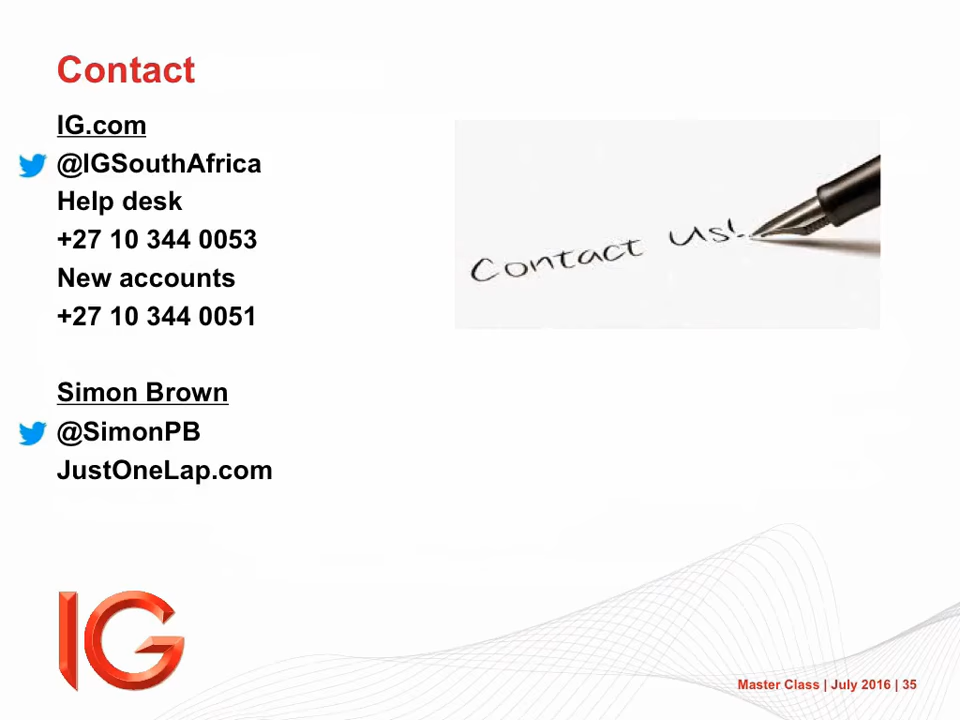 Contact
IG.com
@IGSouthAfrica
Help desk
+27 10 344 0053
New accounts
+27 10 344 0051
Contact Us!
Simon Brown
@SimonPB
JustOneLap.com
IG
Master Class | July 2016 | 35